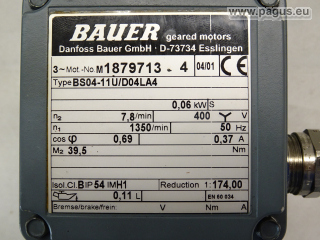 © www.pagus.eu
BAUER geared motors
Danfoss Bauer GmbH · D-73734 Esslingen
3~ Mot.-No M 1879713 - 4 04/01 CE
Type BS04-11U/D04LA4
0,06 kW S
n2 7,8/min 400 Y V
n1 1350/min 50 Hz
cos φ 0,69 0,37 A
M2 39,5 Nm
Isol.Cl.B IP 54 IM H1 Reduction 1: 174,00
0,11 L EN 60 034
Bremse/brake/frein: V Nm A